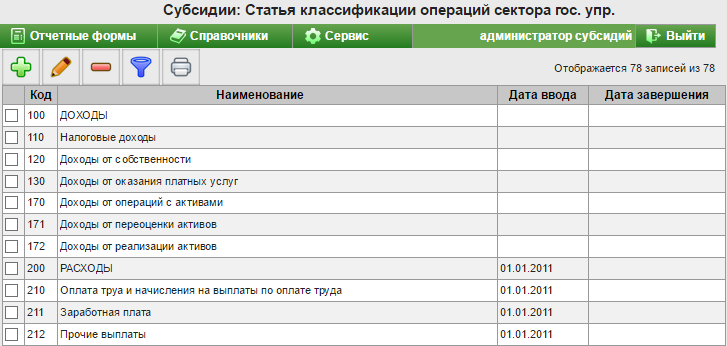 Субсидии: Статья классификации операций сектора гос. упр.
Отчетные формы Справочники Сервис администратор субсидий Выйти
Отображается 78 записей из 78
Код Наименование Дата ввода Дата завершения
100 ДОХОДЫ
110 Налоговые доходы
120 Доходы от собственности
130 Доходы от оказания платных услуг
170 Доходы от операций с активами
171 Доходы от переоценки активов
172 Доходы от реализации активов
200 РАСХОДЫ 01.01.2011
210 Оплата труа и начисления на выплаты по оплате труда 01.01.2011
211 Заработная плата 01.01.2011
212 Прочие выплаты 01.01.2011